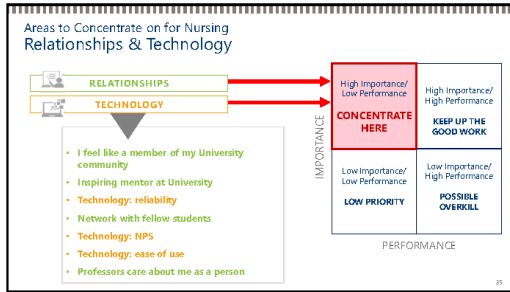 Areas to Concentrate on for Nursing
Relationships & Technology
RELATIONSHIPS
TECHNOLOGY
• I feel like a member of my University
community
• Inspiring mentor at University
• Technology: reliability
• Network with fellow students
• Technology: NPS
• Technology: ease of use
• Professors care about me as a person
IMPORTANCE
High Importance/
Low Performance
CONCENTRATE
HERE
High Importance/
High Performance
KEEP UP THE
GOOD WORK
Low Importance/
Low Performance
LOW PRIORITY
Low Importance/
High Performance
POSSIBLE
OVERKILL
PERFORMANCE
35